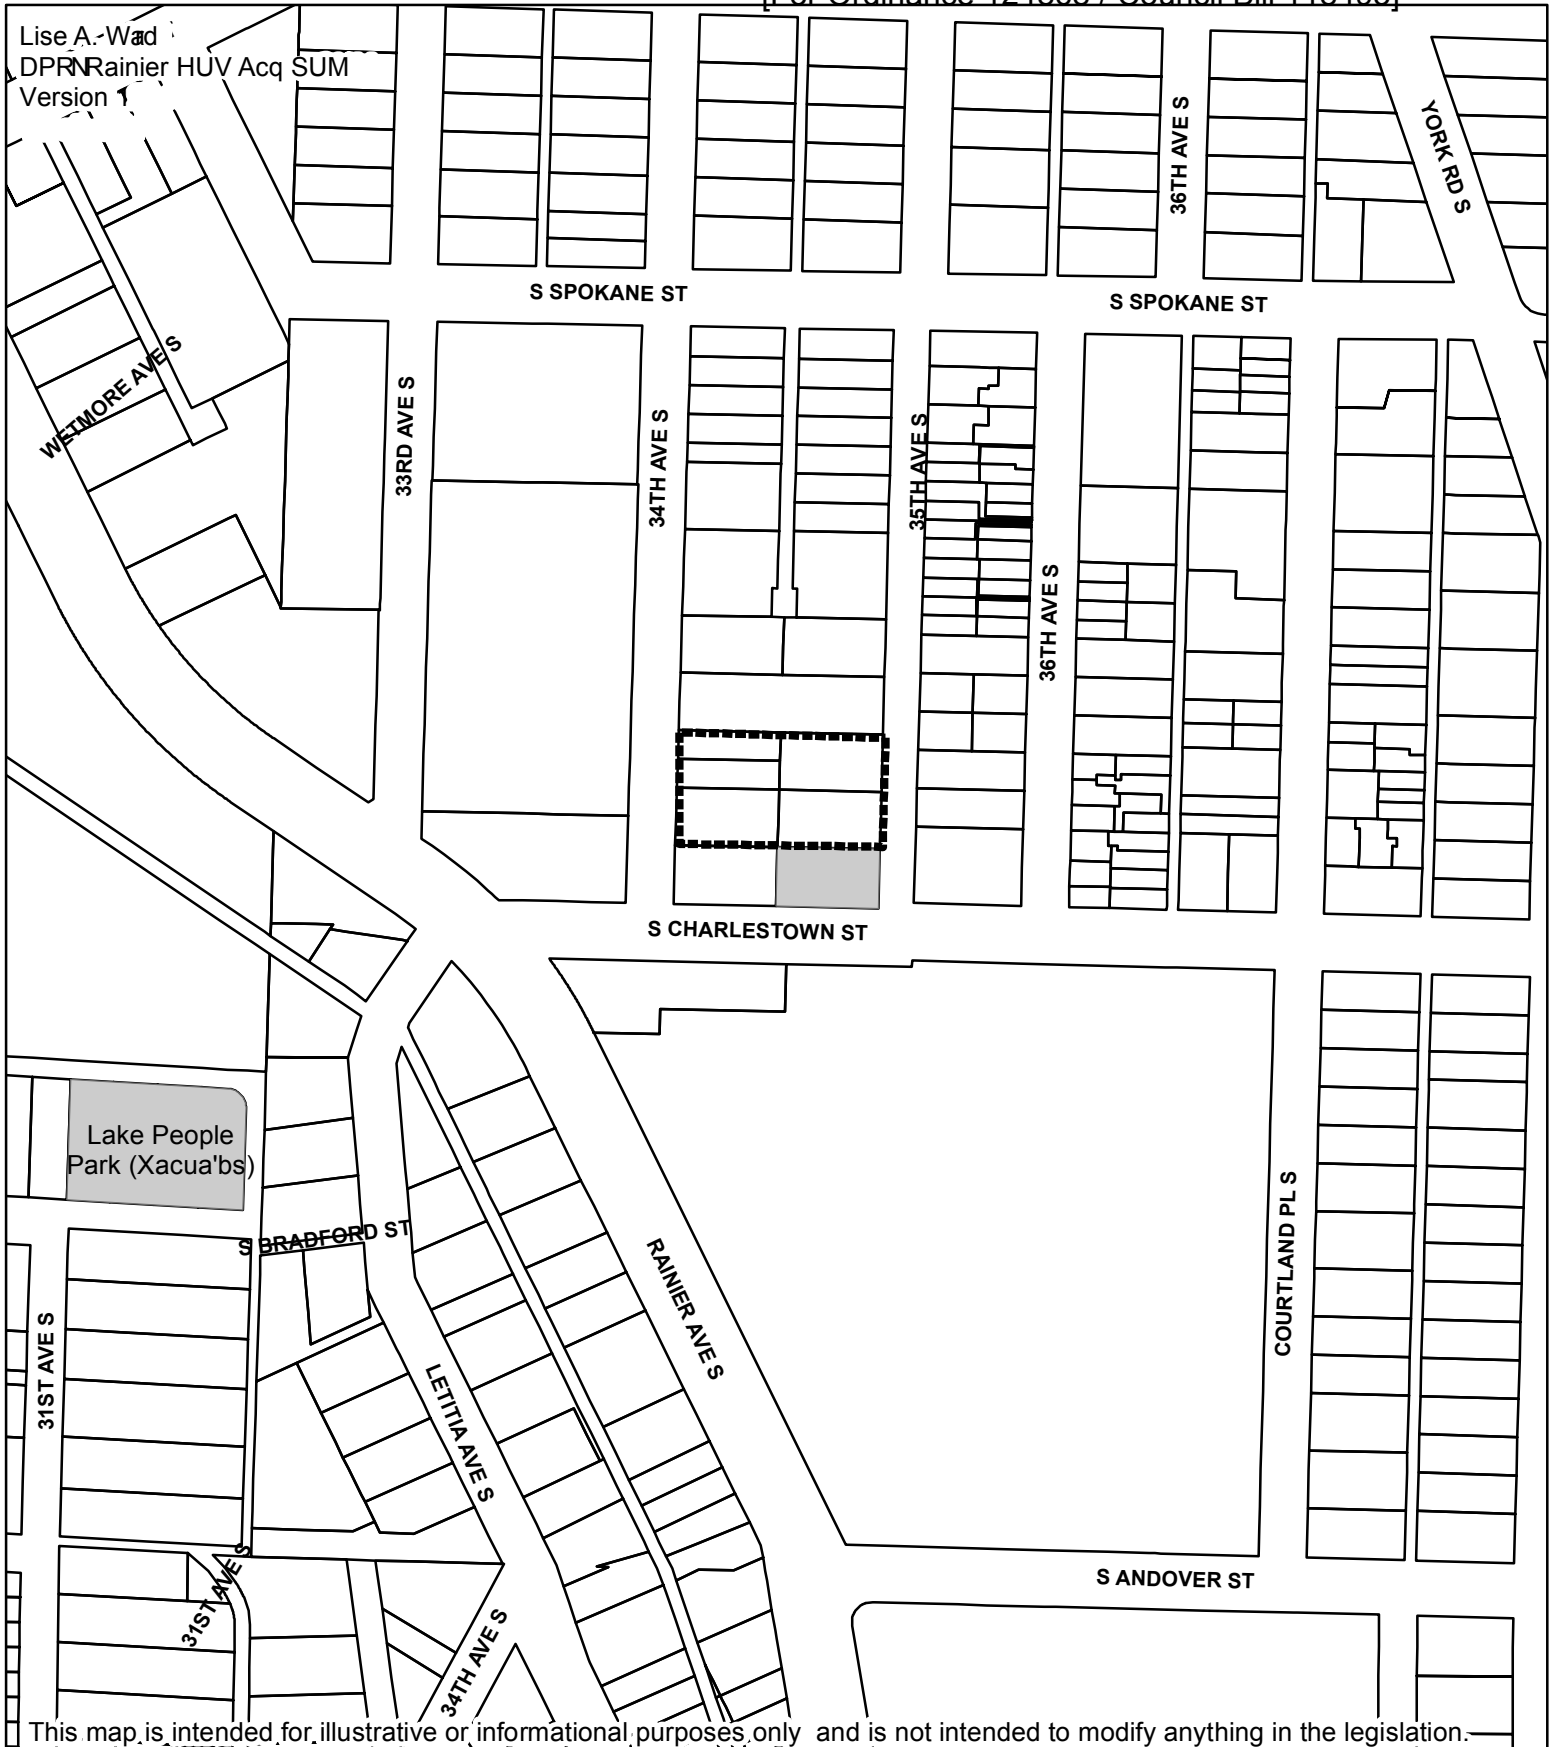 Lise A. Ward
DPR N Rainier HUV Acq SUM
Version 1
36TH AVE S
YORK RD S
S SPOKANE ST
S SPOKANE ST
WETMORE AVE S
33RD AVE S
34TH AVE S
35TH AVE S
36TH AVE S
S CHARLESTOWN ST
Lake People
Park (Xacua'bs)
S BRADFORD ST
RAINIER AVE S
COURTLAND PL S
31ST AVE S
LETITIA AVE S
S ANDOVER ST
31ST AVE S
34TH AVE S
This map is intended for illustrative or informational purposes only and is not intended to modify anything in the legislation.